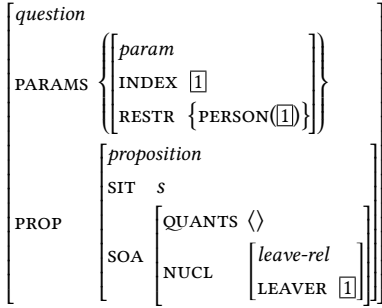 question
PARAMS { [ param
INDEX 1
RESTR {PERSON(1)} ] }
proposition
SIT s
PROP
QUANTS ⟨⟩
SOA
NUCL
leave-rel
LEAVER 1